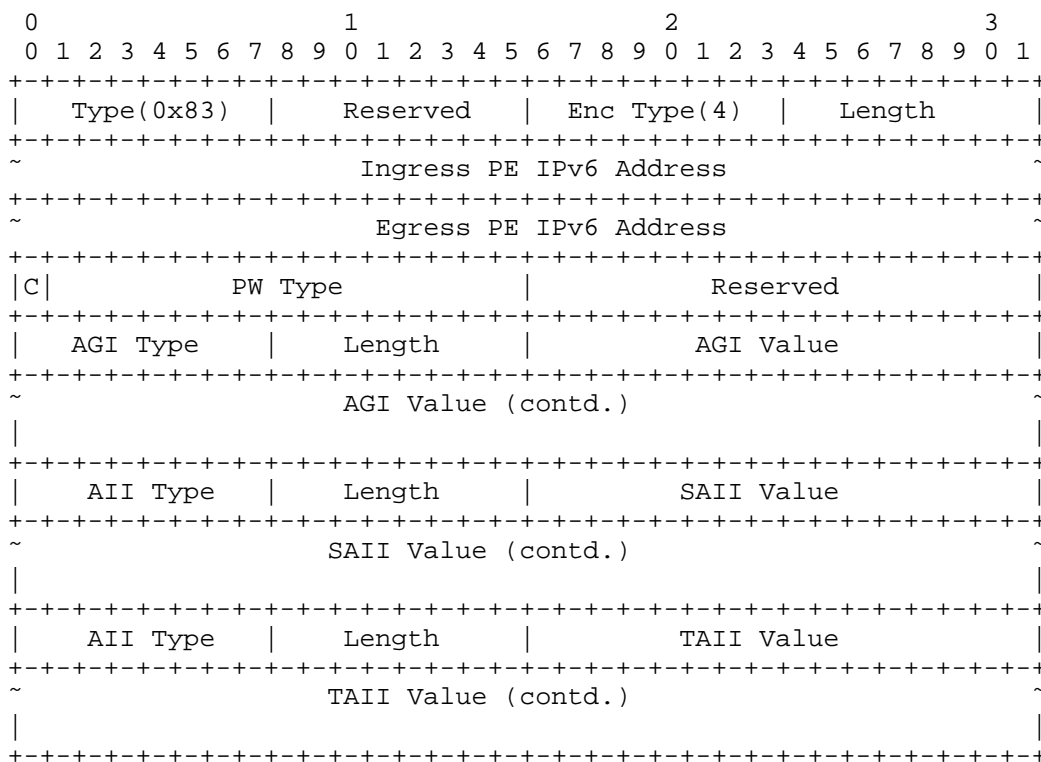 0                   1                   2                   3
 0 1 2 3 4 5 6 7 8 9 0 1 2 3 4 5 6 7 8 9 0 1 2 3 4 5 6 7 8 9 0 1
+-+-+-+-+-+-+-+-+-+-+-+-+-+-+-+-+-+-+-+-+-+-+-+-+-+-+-+-+-+-+-+-+
|   Type(0x83)  |    Reserved   |  Enc Type(4)  |   Length      |
+-+-+-+-+-+-+-+-+-+-+-+-+-+-+-+-+-+-+-+-+-+-+-+-+-+-+-+-+-+-+-+-+
~                     Ingress PE IPv6 Address                   ~
+-+-+-+-+-+-+-+-+-+-+-+-+-+-+-+-+-+-+-+-+-+-+-+-+-+-+-+-+-+-+-+-+
~                      Egress PE IPv6 Address                   ~
+-+-+-+-+-+-+-+-+-+-+-+-+-+-+-+-+-+-+-+-+-+-+-+-+-+-+-+-+-+-+-+-+
|C|           PW Type           |           Reserved            |
+-+-+-+-+-+-+-+-+-+-+-+-+-+-+-+-+-+-+-+-+-+-+-+-+-+-+-+-+-+-+-+-+
|   AGI Type    |    Length     |          AGI Value            |
+-+-+-+-+-+-+-+-+-+-+-+-+-+-+-+-+-+-+-+-+-+-+-+-+-+-+-+-+-+-+-+-+
~                    AGI Value (contd.)                         ~
|                                                               |
+-+-+-+-+-+-+-+-+-+-+-+-+-+-+-+-+-+-+-+-+-+-+-+-+-+-+-+-+-+-+-+-+
|    AII Type   |    Length     |         SAII Value            |
+-+-+-+-+-+-+-+-+-+-+-+-+-+-+-+-+-+-+-+-+-+-+-+-+-+-+-+-+-+-+-+-+
~                   SAII Value (contd.)                         ~
|                                                               |
+-+-+-+-+-+-+-+-+-+-+-+-+-+-+-+-+-+-+-+-+-+-+-+-+-+-+-+-+-+-+-+-+
|    AII Type   |    Length     |         TAII Value            |
+-+-+-+-+-+-+-+-+-+-+-+-+-+-+-+-+-+-+-+-+-+-+-+-+-+-+-+-+-+-+-+-+
~                   TAII Value (contd.)                         ~
|                                                               |
+-+-+-+-+-+-+-+-+-+-+-+-+-+-+-+-+-+-+-+-+-+-+-+-+-+-+-+-+-+-+-+-+